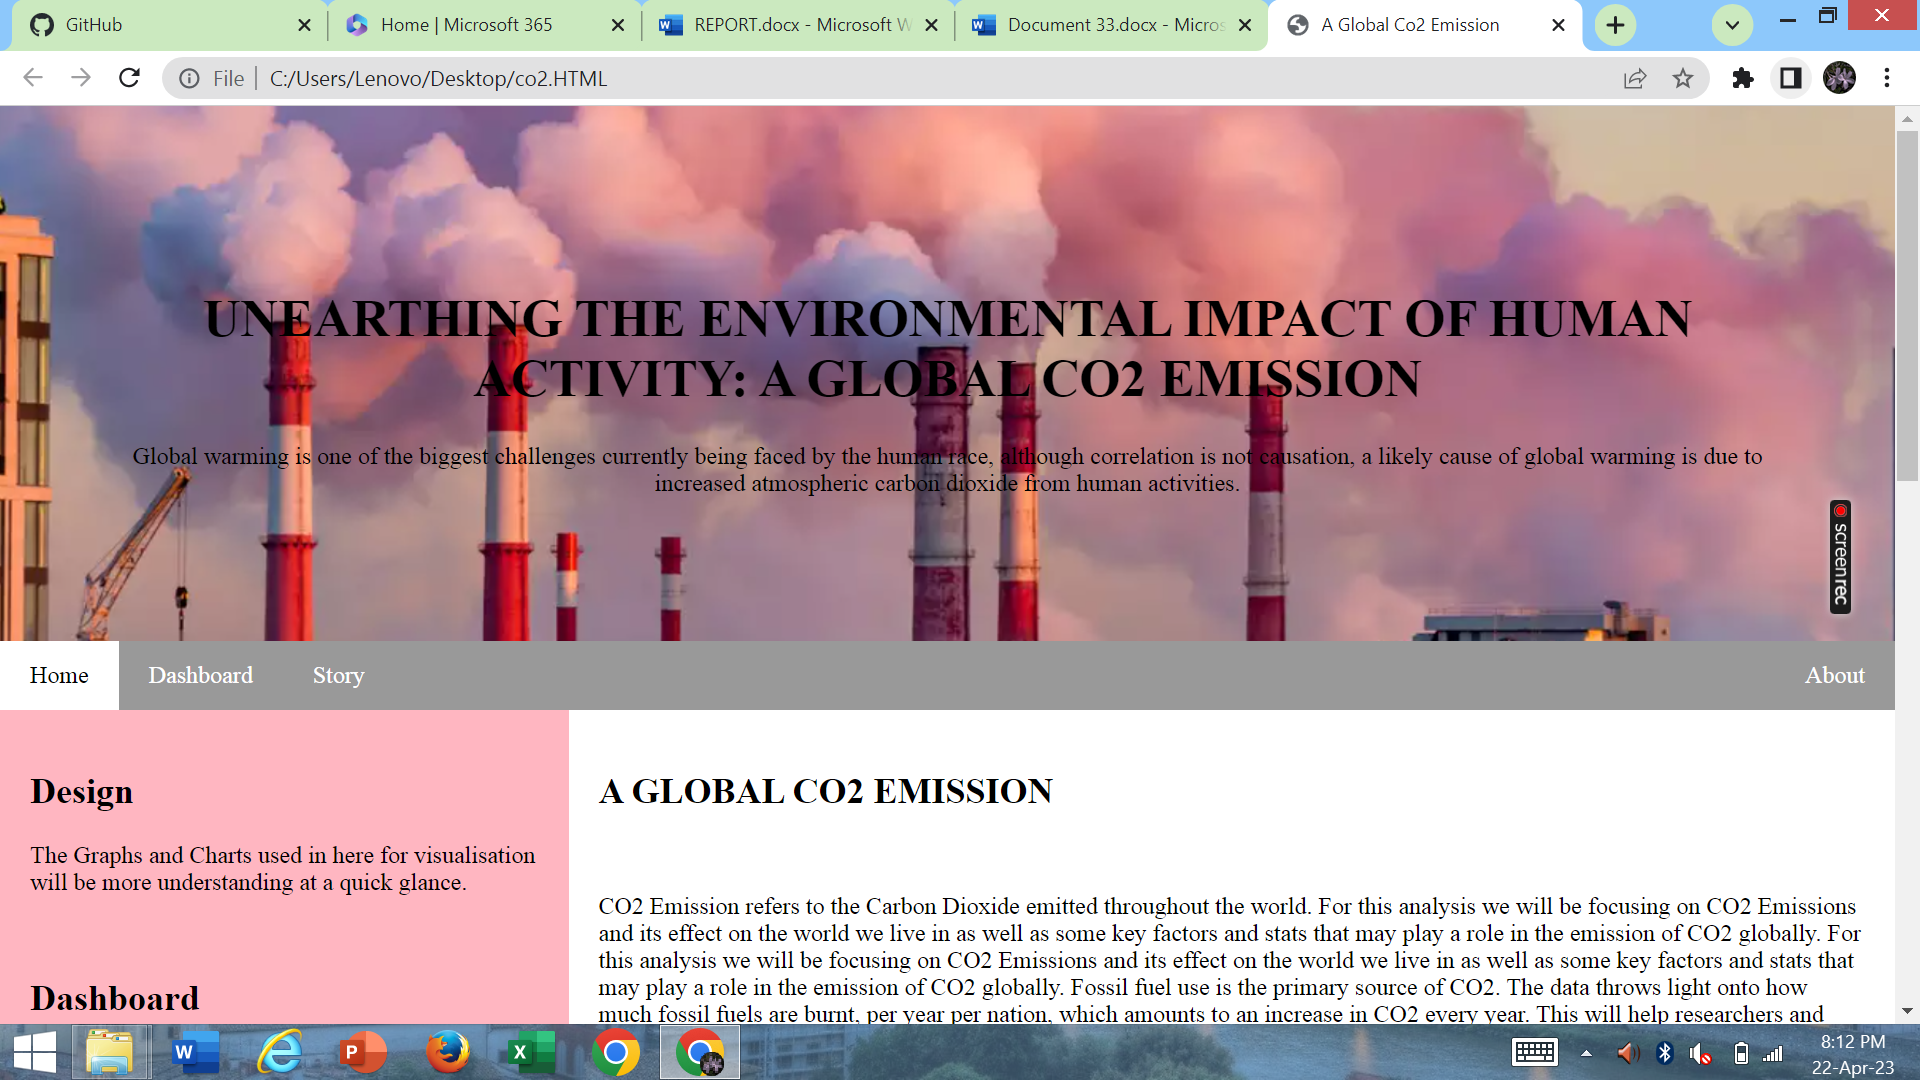 GitHub
Home | Microsoft 365
REPORT.docx - Microsoft W
Document 33.docx - Micros
A Global Co2 Emission
File
C:/Users/Lenovo/Desktop/co2.HTML
UNEARTHING THE ENVIRONMENTAL IMPACT OF HUMAN
ACTIVITY: A GLOBAL CO2 EMISSION
Global warming is one of the biggest challenges currently being faced by the human race, although correlation is not causation, a likely cause of global warming is due to
increased atmospheric carbon dioxide from human activities.
screenrec
Home
Dashboard
Story
About
Design
The Graphs and Charts used in here for visualisation
will be more understanding at a quick glance.
Dashboard
A GLOBAL CO2 EMISSION
CO2 Emission refers to the Carbon Dioxide emitted throughout the world. For this analysis we will be focusing on CO2 Emissions
and its effect on the world we live in as well as some key factors and stats that may play a role in the emission of CO2 globally. For
this analysis we will be focusing on CO2 Emissions and its effect on the world we live in as well as some key factors and stats that
may play a role in the emission of CO2 globally. Fossil fuel use is the primary source of CO2. The data throws light onto how
much fossil fuels are burnt, per year per nation, which amounts to an increase in CO2 every year. This will help researchers and
8:12 PM
22-Apr-23